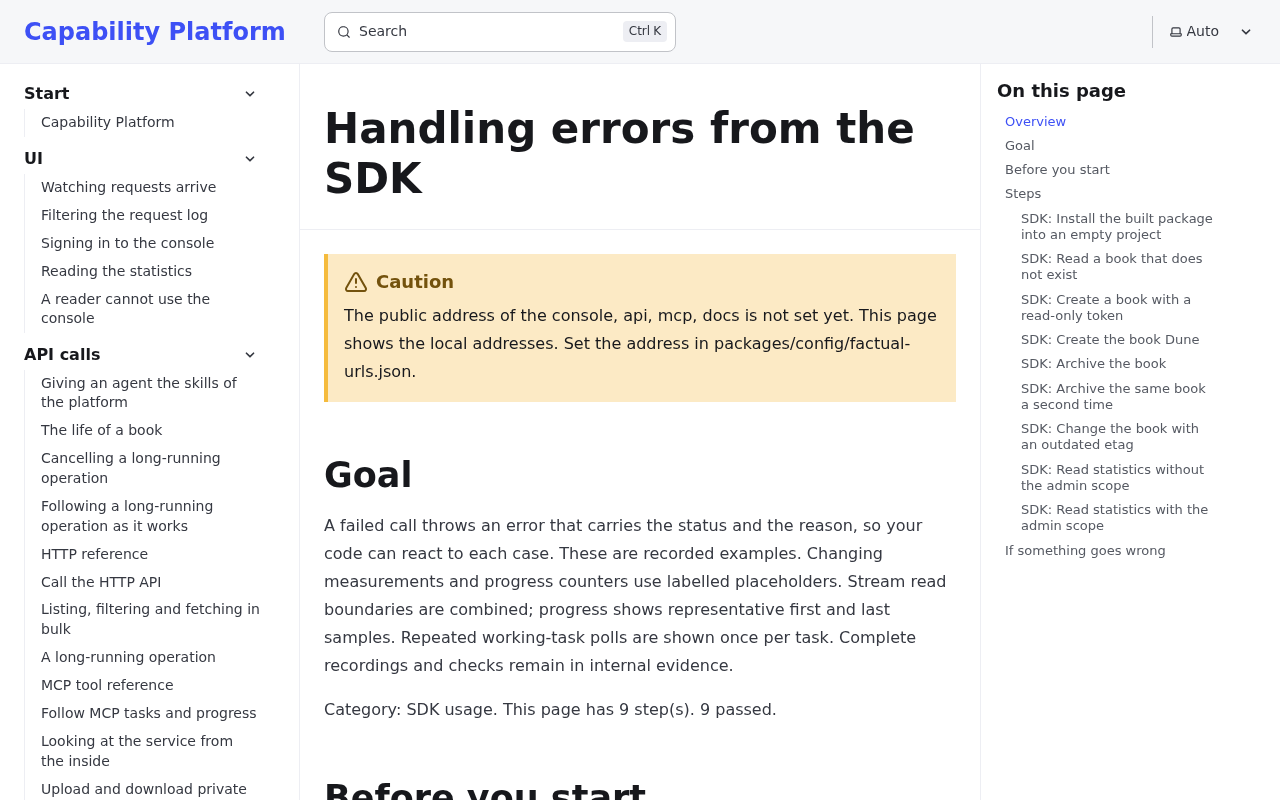 Capability Platform
Search
Ctrl K
Auto
Start
Capability Platform
UI
Watching requests arrive
Filtering the request log
Signing in to the console
Reading the statistics
A reader cannot use the
console
API calls
Giving an agent the skills of
the platform
The life of a book
Cancelling a long-running
operation
Following a long-running
operation as it works
HTTP reference
Call the HTTP API
Listing, filtering and fetching in
bulk
A long-running operation
MCP tool reference
Follow MCP tasks and progress
Looking at the service from
the inside
Upload and download private
Handling errors from the
SDK
Caution
The public address of the console, api, mcp, docs is not set yet. This page
shows the local addresses. Set the address in packages/config/factual-
urls.json.
Goal
A failed call throws an error that carries the status and the reason, so your
code can react to each case. These are recorded examples. Changing
measurements and progress counters use labelled placeholders. Stream read
boundaries are combined; progress shows representative first and last
samples. Repeated working-task polls are shown once per task. Complete
recordings and checks remain in internal evidence.
Category: SDK usage. This page has 9 step(s). 9 passed.
Before you start
On this page
Overview
Goal
Before you start
Steps
SDK: Install the built package
into an empty project
SDK: Read a book that does
not exist
SDK: Create a book with a
read-only token
SDK: Create the book Dune
SDK: Archive the book
SDK: Archive the same book
a second time
SDK: Change the book with
an outdated etag
SDK: Read statistics without
the admin scope
SDK: Read statistics with the
admin scope
If something goes wrong